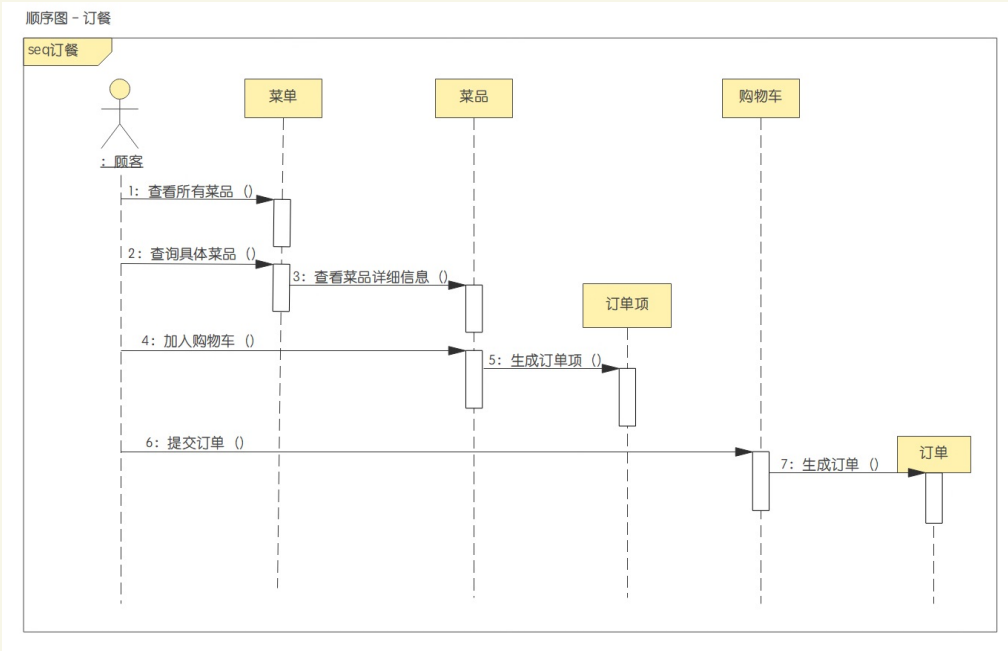 顺序图-订餐
seq订餐
菜单
菜品
购物车
：顾客
1：查看所有菜品（）
2：查询具体菜品（）
3：查看菜品详细信息（）
订单项
4：加入购物车（）
5：生成订单项（）
6：提交订单（）
订单
7：生成订单（）